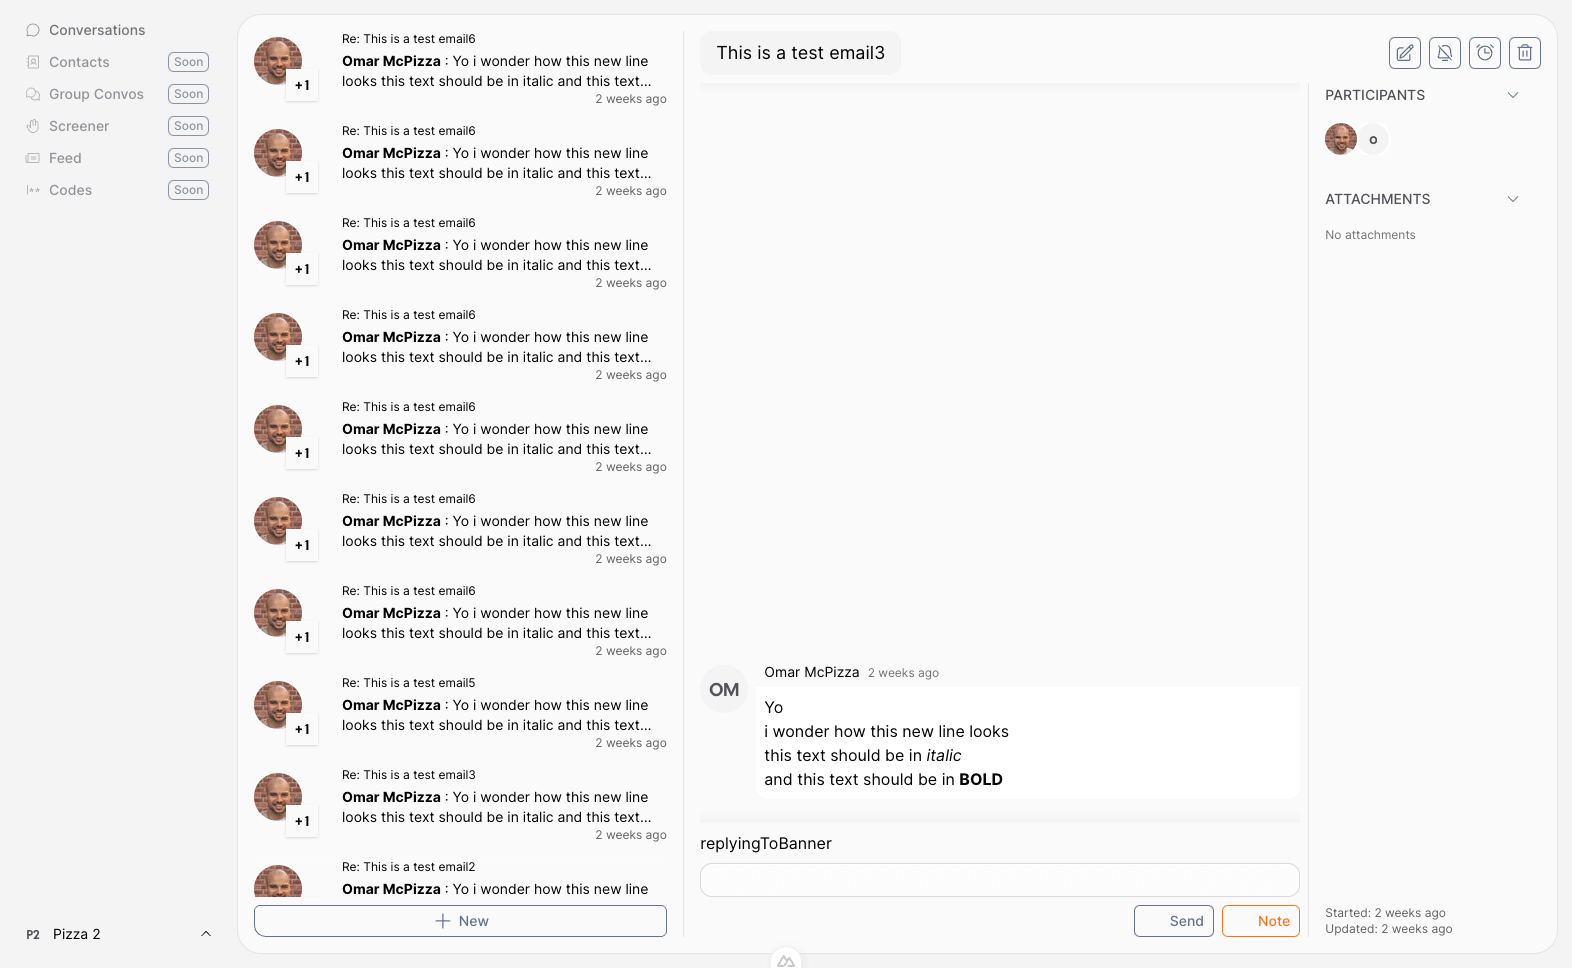 Conversations
Contacts Soon
Group Convos Soon
Screener Soon
Feed Soon
Codes Soon
P2 Pizza 2
Re: This is a test email6
Omar McPizza : Yo i wonder how this new line
looks this text should be in italic and this text...
2 weeks ago
+1
Re: This is a test email6
Omar McPizza : Yo i wonder how this new line
looks this text should be in italic and this text...
2 weeks ago
+1
Re: This is a test email6
Omar McPizza : Yo i wonder how this new line
looks this text should be in italic and this text...
2 weeks ago
+1
Re: This is a test email6
Omar McPizza : Yo i wonder how this new line
looks this text should be in italic and this text...
2 weeks ago
+1
Re: This is a test email6
Omar McPizza : Yo i wonder how this new line
looks this text should be in italic and this text...
2 weeks ago
+1
Re: This is a test email6
Omar McPizza : Yo i wonder how this new line
looks this text should be in italic and this text...
2 weeks ago
+1
Re: This is a test email6
Omar McPizza : Yo i wonder how this new line
looks this text should be in italic and this text...
2 weeks ago
+1
Re: This is a test email5
Omar McPizza : Yo i wonder how this new line
looks this text should be in italic and this text...
2 weeks ago
+1
Re: This is a test email3
Omar McPizza : Yo i wonder how this new line
looks this text should be in italic and this text...
2 weeks ago
+1
Re: This is a test email2
Omar McPizza : Yo i wonder how this new line
New
This is a test email3
OM
Omar McPizza 2 weeks ago
Yo
i wonder how this new line looks
this text should be in italic
and this text should be in BOLD
replyingToBanner
Send Note
PARTICIPANTS
o
ATTACHMENTS
No attachments
Started: 2 weeks ago
Updated: 2 weeks ago